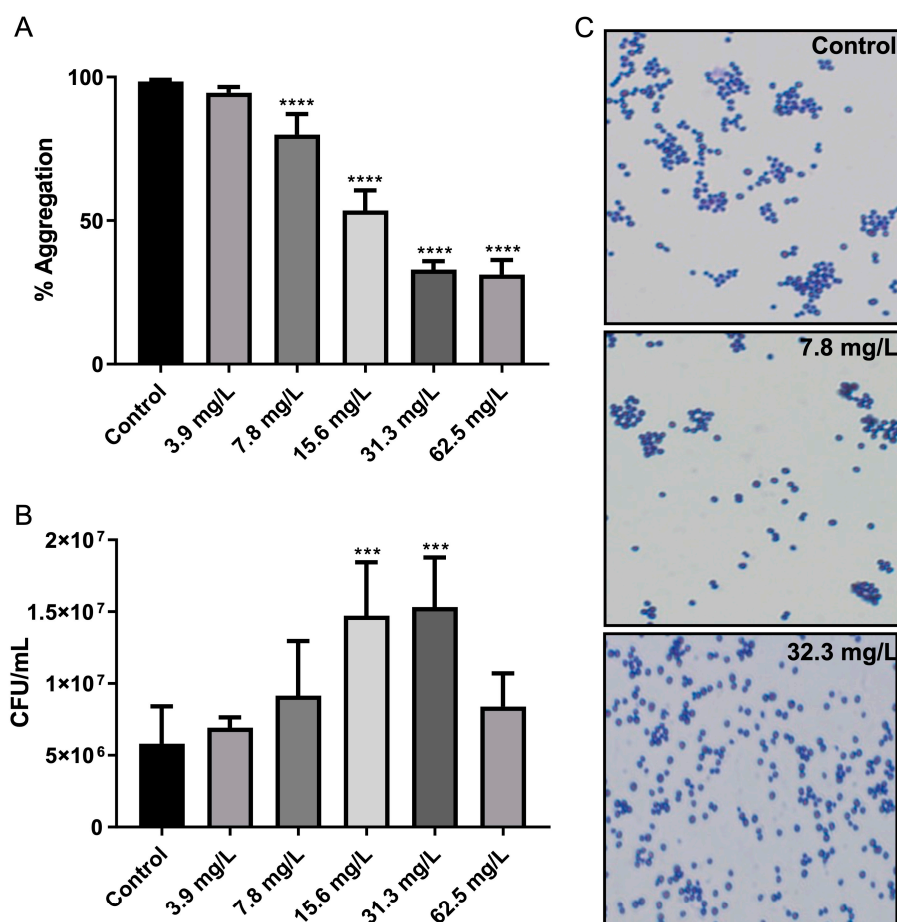 A
% Aggregation
100
50
0
****
****
****
****
Control
3.9 mg/L
7.8 mg/L
15.6 mg/L
31.3 mg/L
62.5 mg/L
B
CFU/mL
2×10⁷
1.5×10⁷
1×10⁷
5×10⁶
0
***
***
Control
3.9 mg/L
7.8 mg/L
15.6 mg/L
31.3 mg/L
62.5 mg/L
C
Control
7.8 mg/L
32.3 mg/L